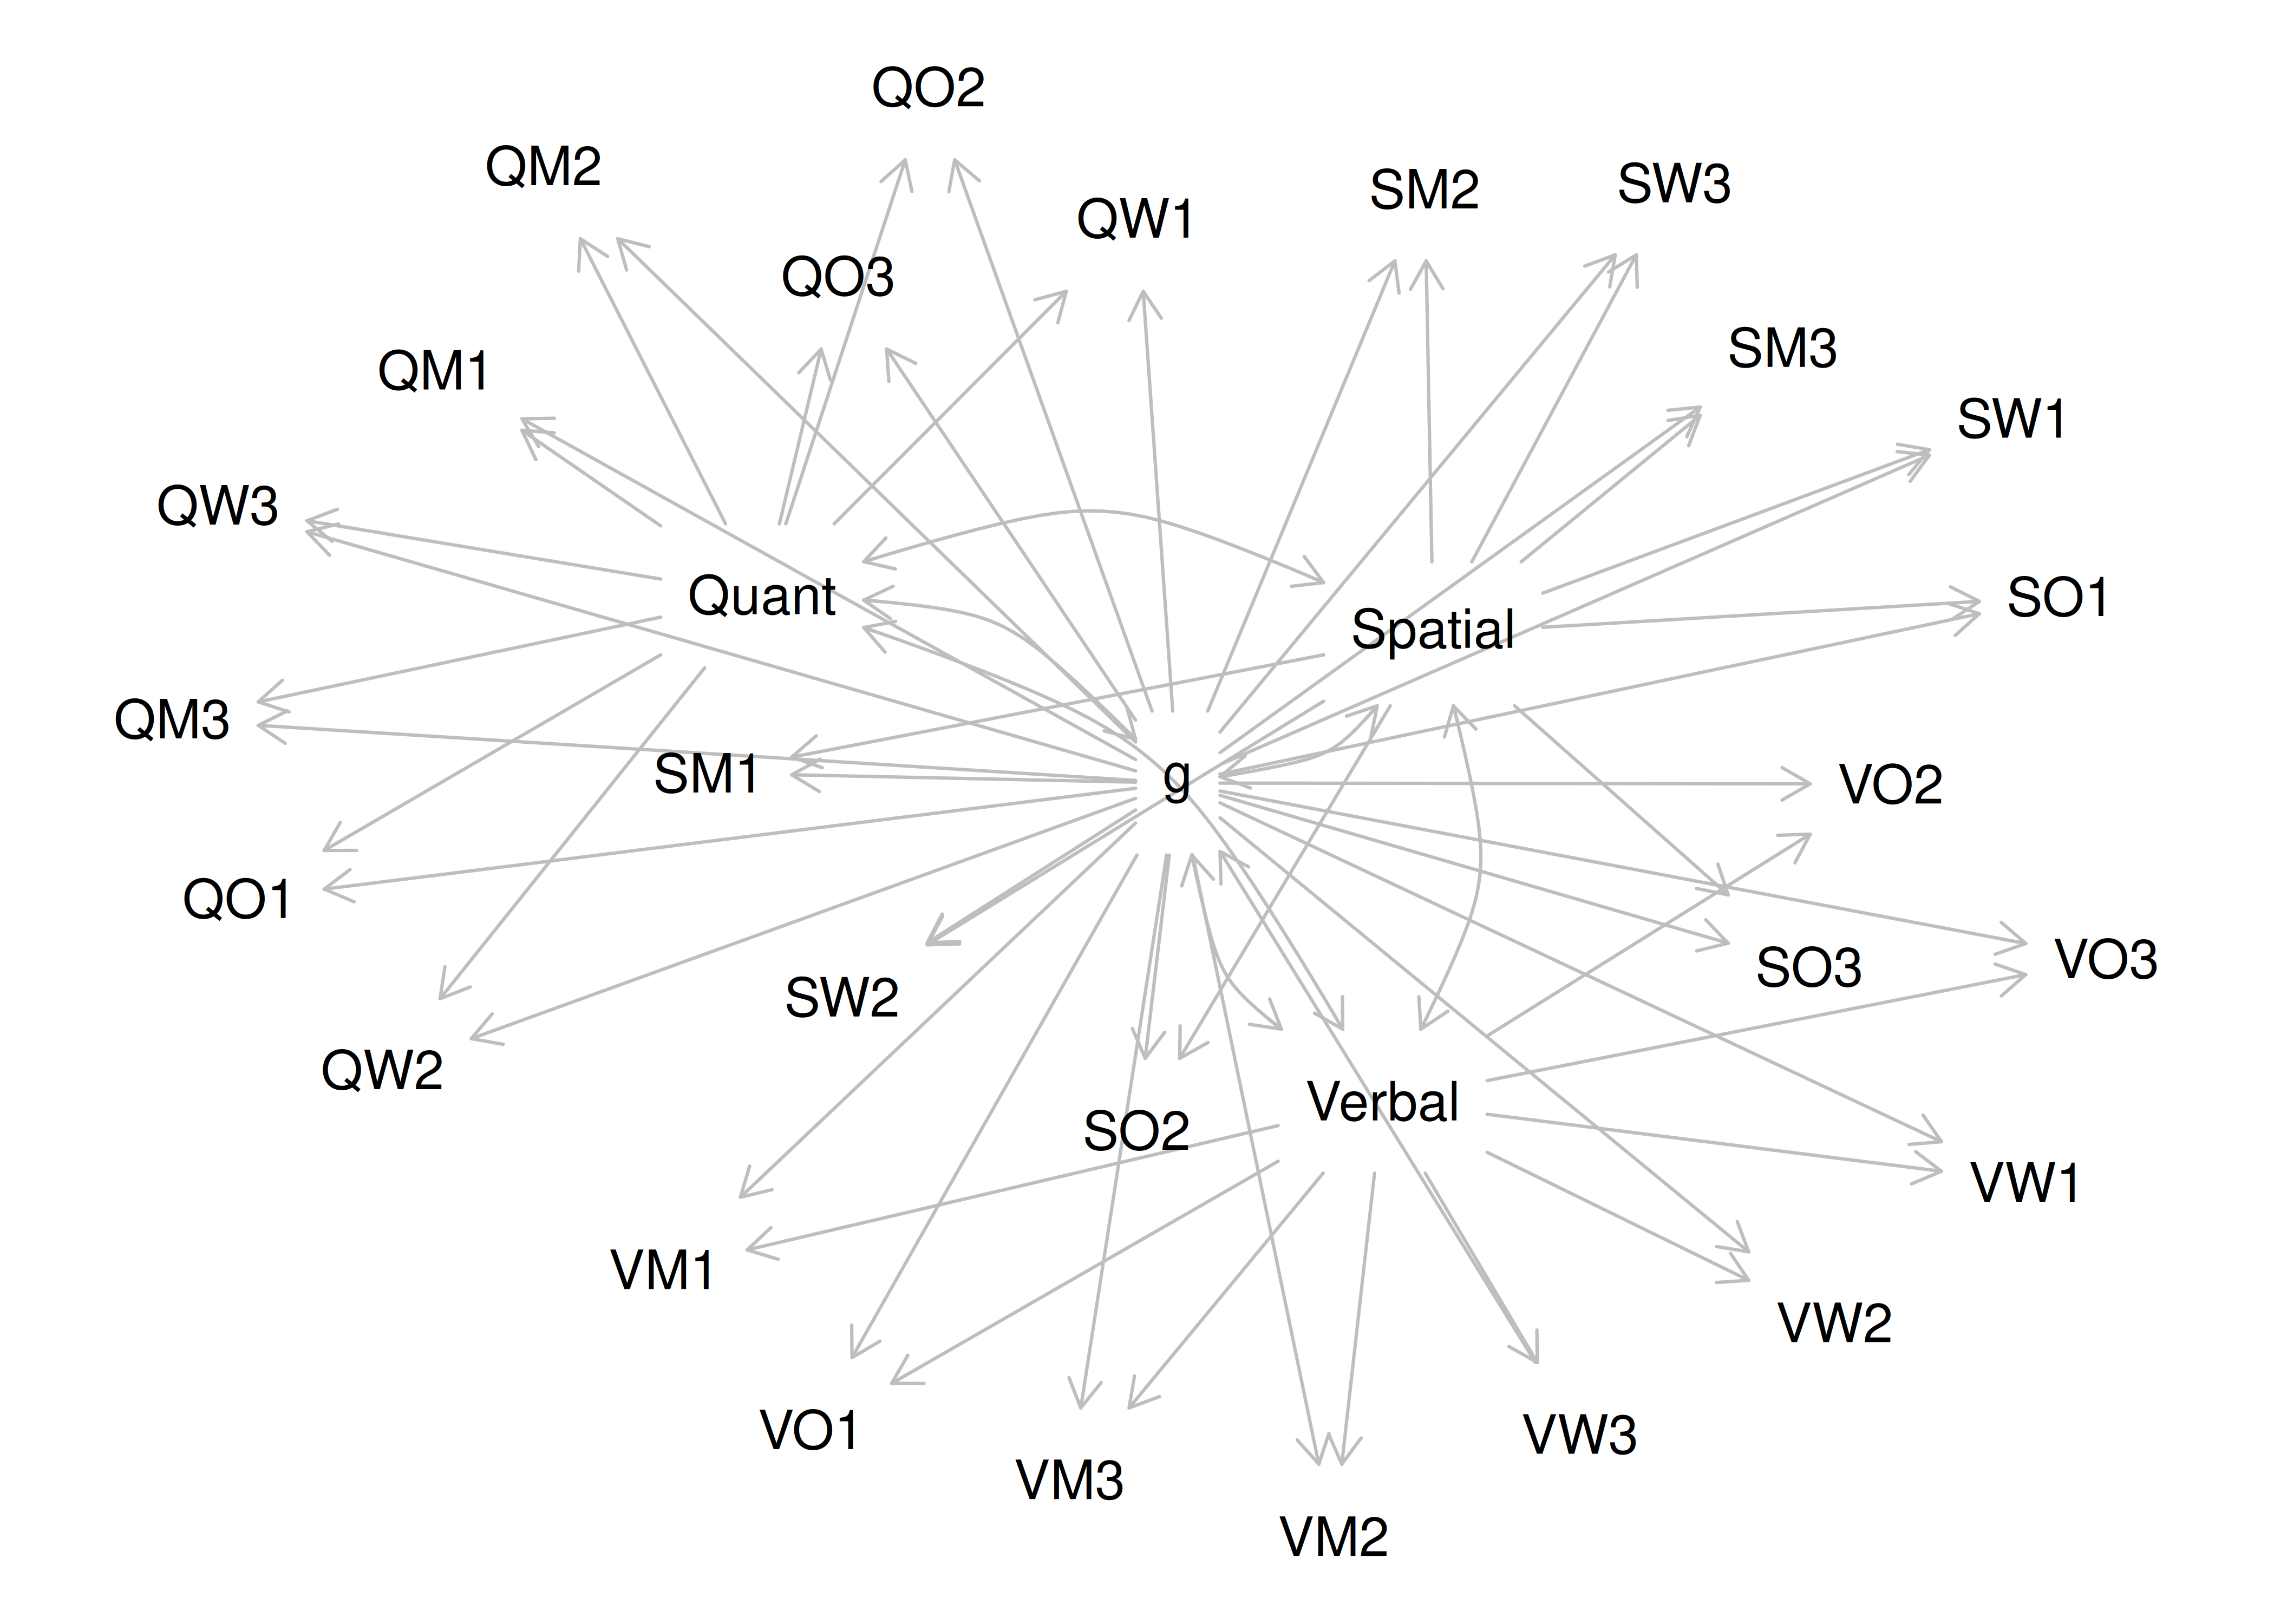 QO2
QM2
SW3
SM2
QW1
QO3
SM3
QM1
SW1
QW3
Quant
SO1
Spatial
QM3
SM1
g
VO2
QO1
VO3
SO3
SW2
QW2
Verbal
SO2
VW1
VM1
VW2
VO1
VW3
VM3
VM2